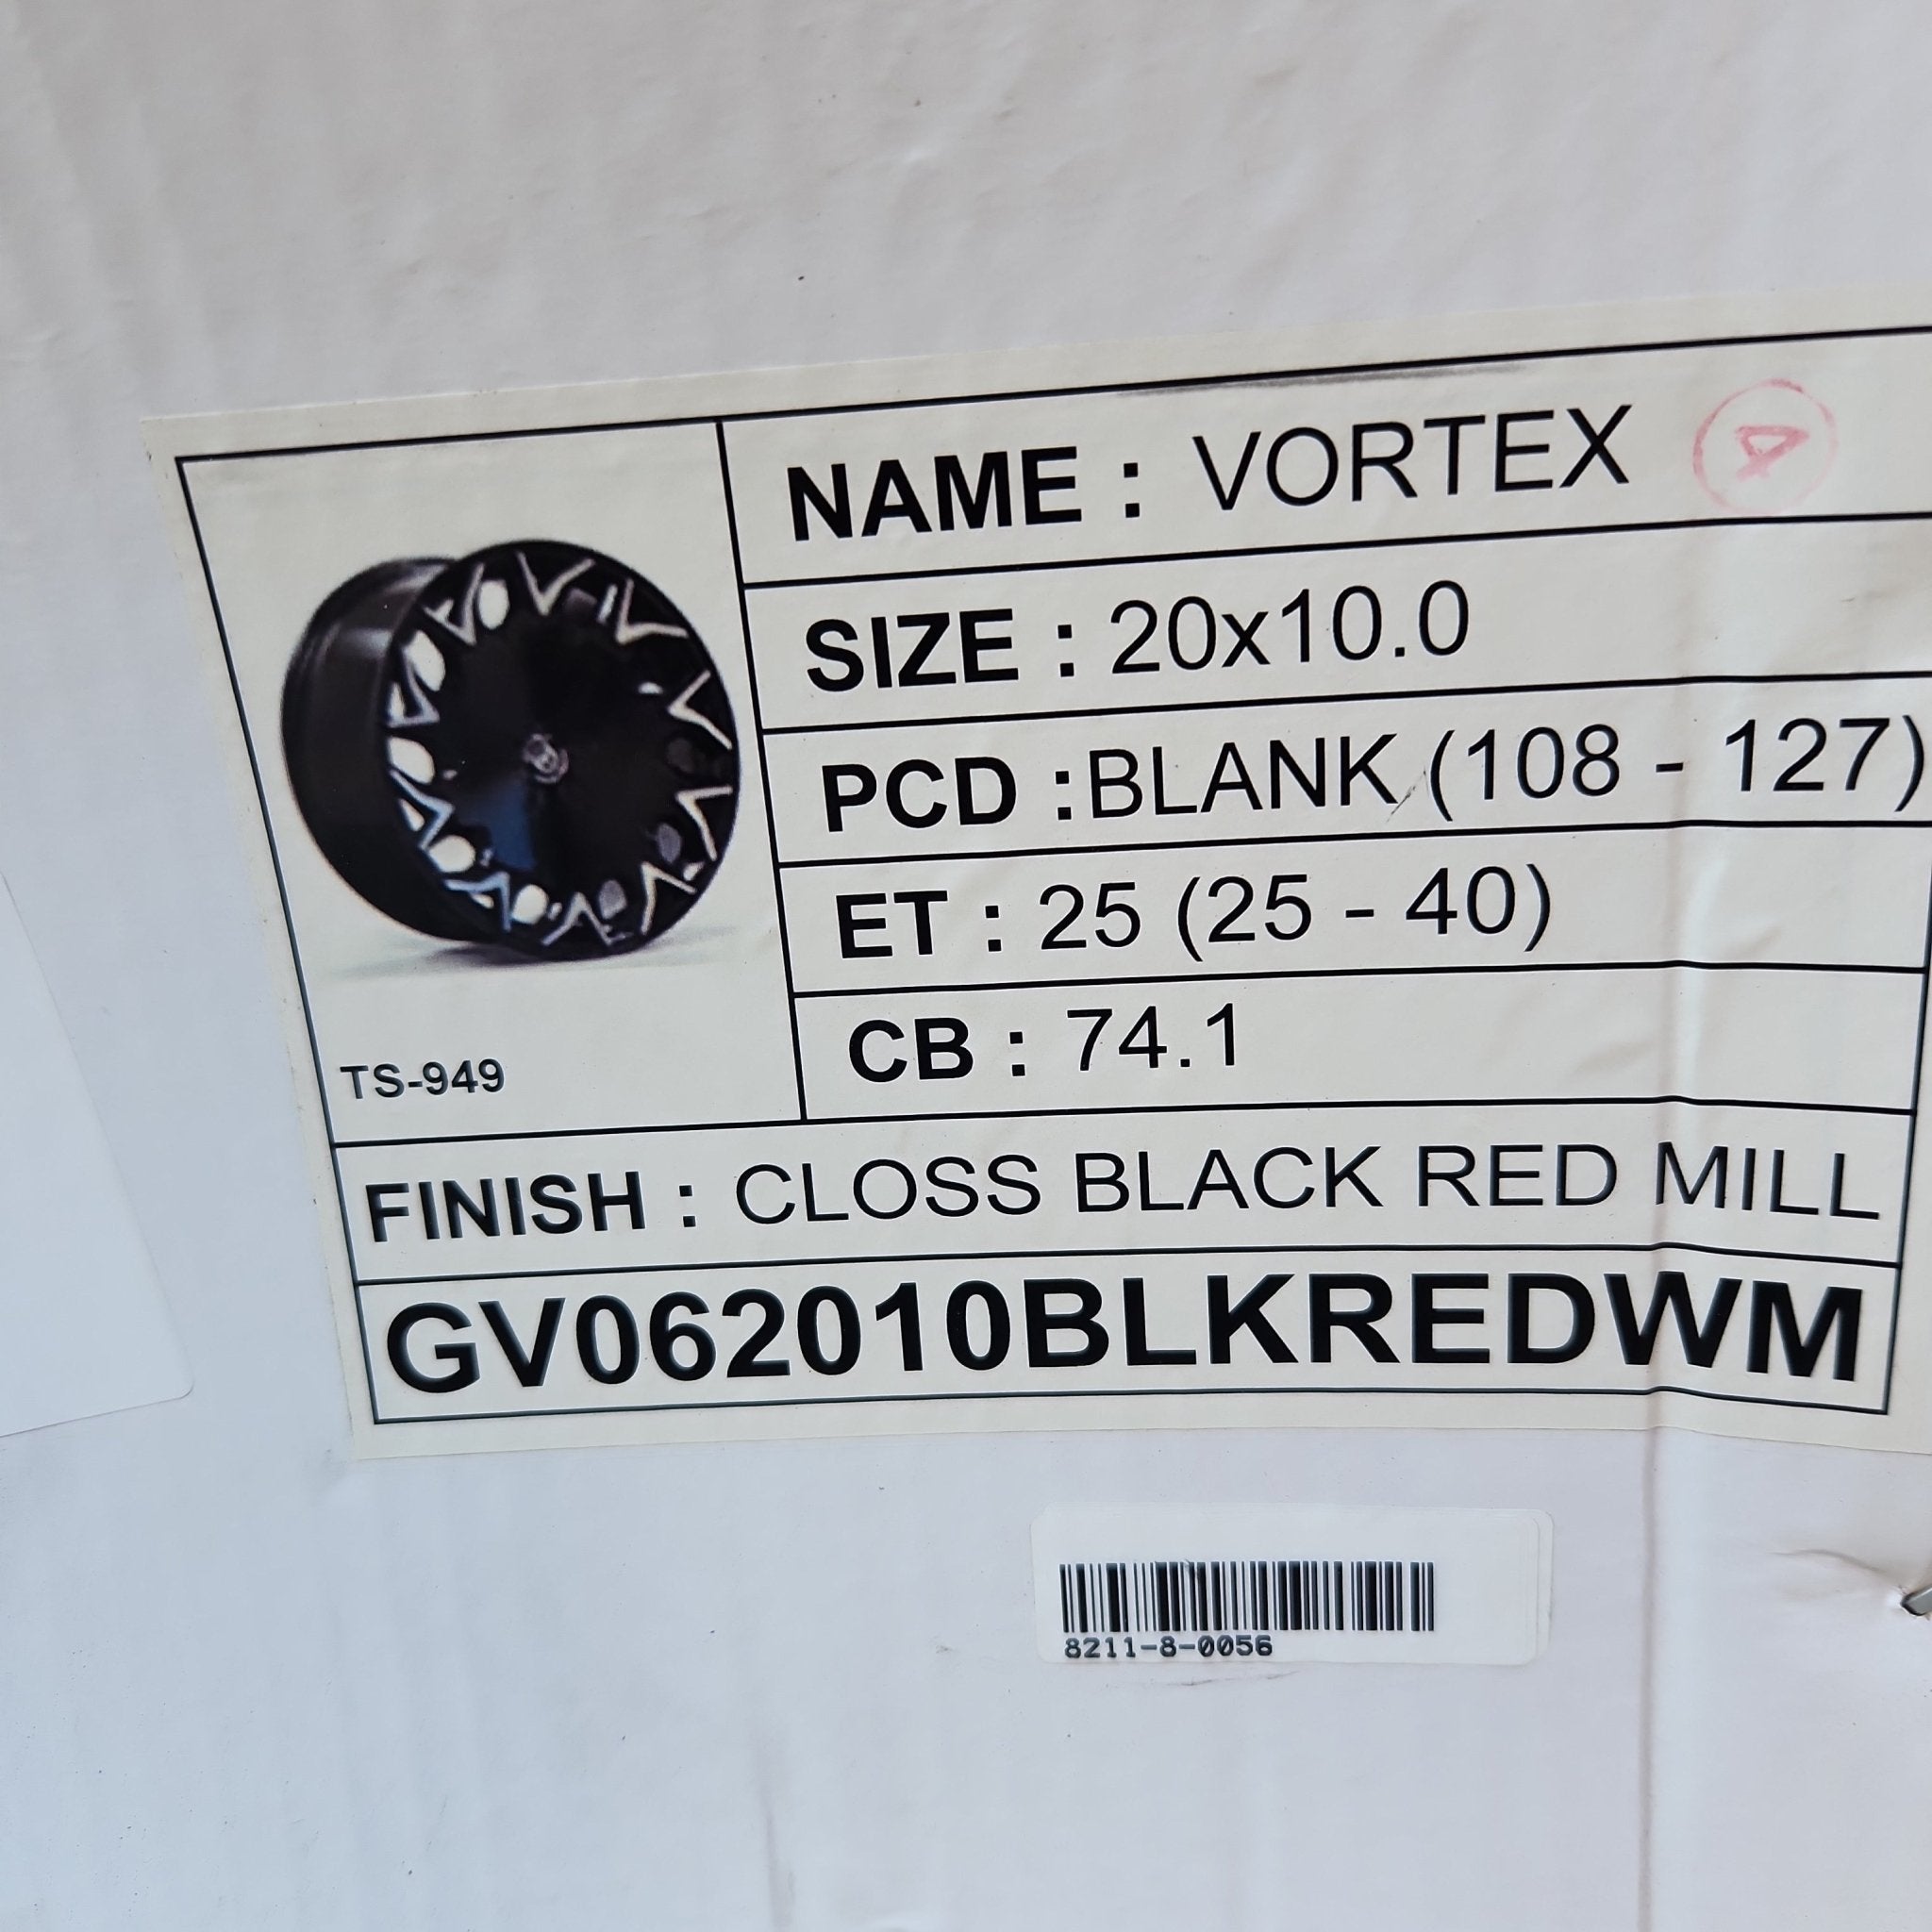 NAME : VORTEX
4
SIZE : 20x10.0
PCD :BLANK (108 - 127)
ET : 25 (25 - 40)
CB : 74.1
TS-949
FINISH : CLOSS BLACK RED MILL
GV062010BLKREDWM
8211-8-0056